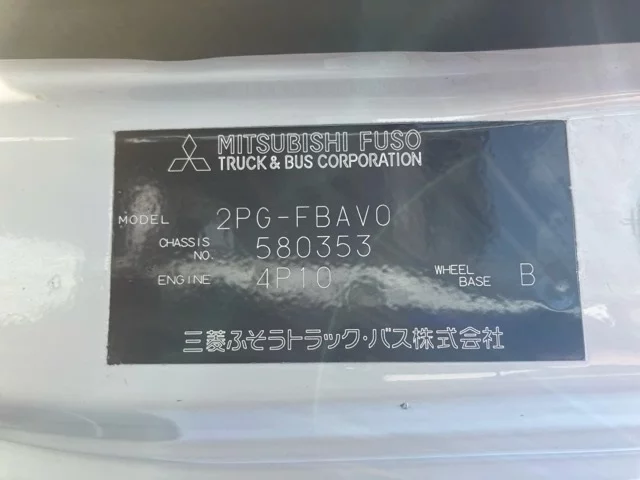 MITSUBISHI FUSO
TRUCK & BUS CORPORATION
MODEL 2PG-FBAV0
CHASSIS NO. 580353
ENGINE 4P10 WHEEL BASE B
三菱ふそうトラック・バス株式会社